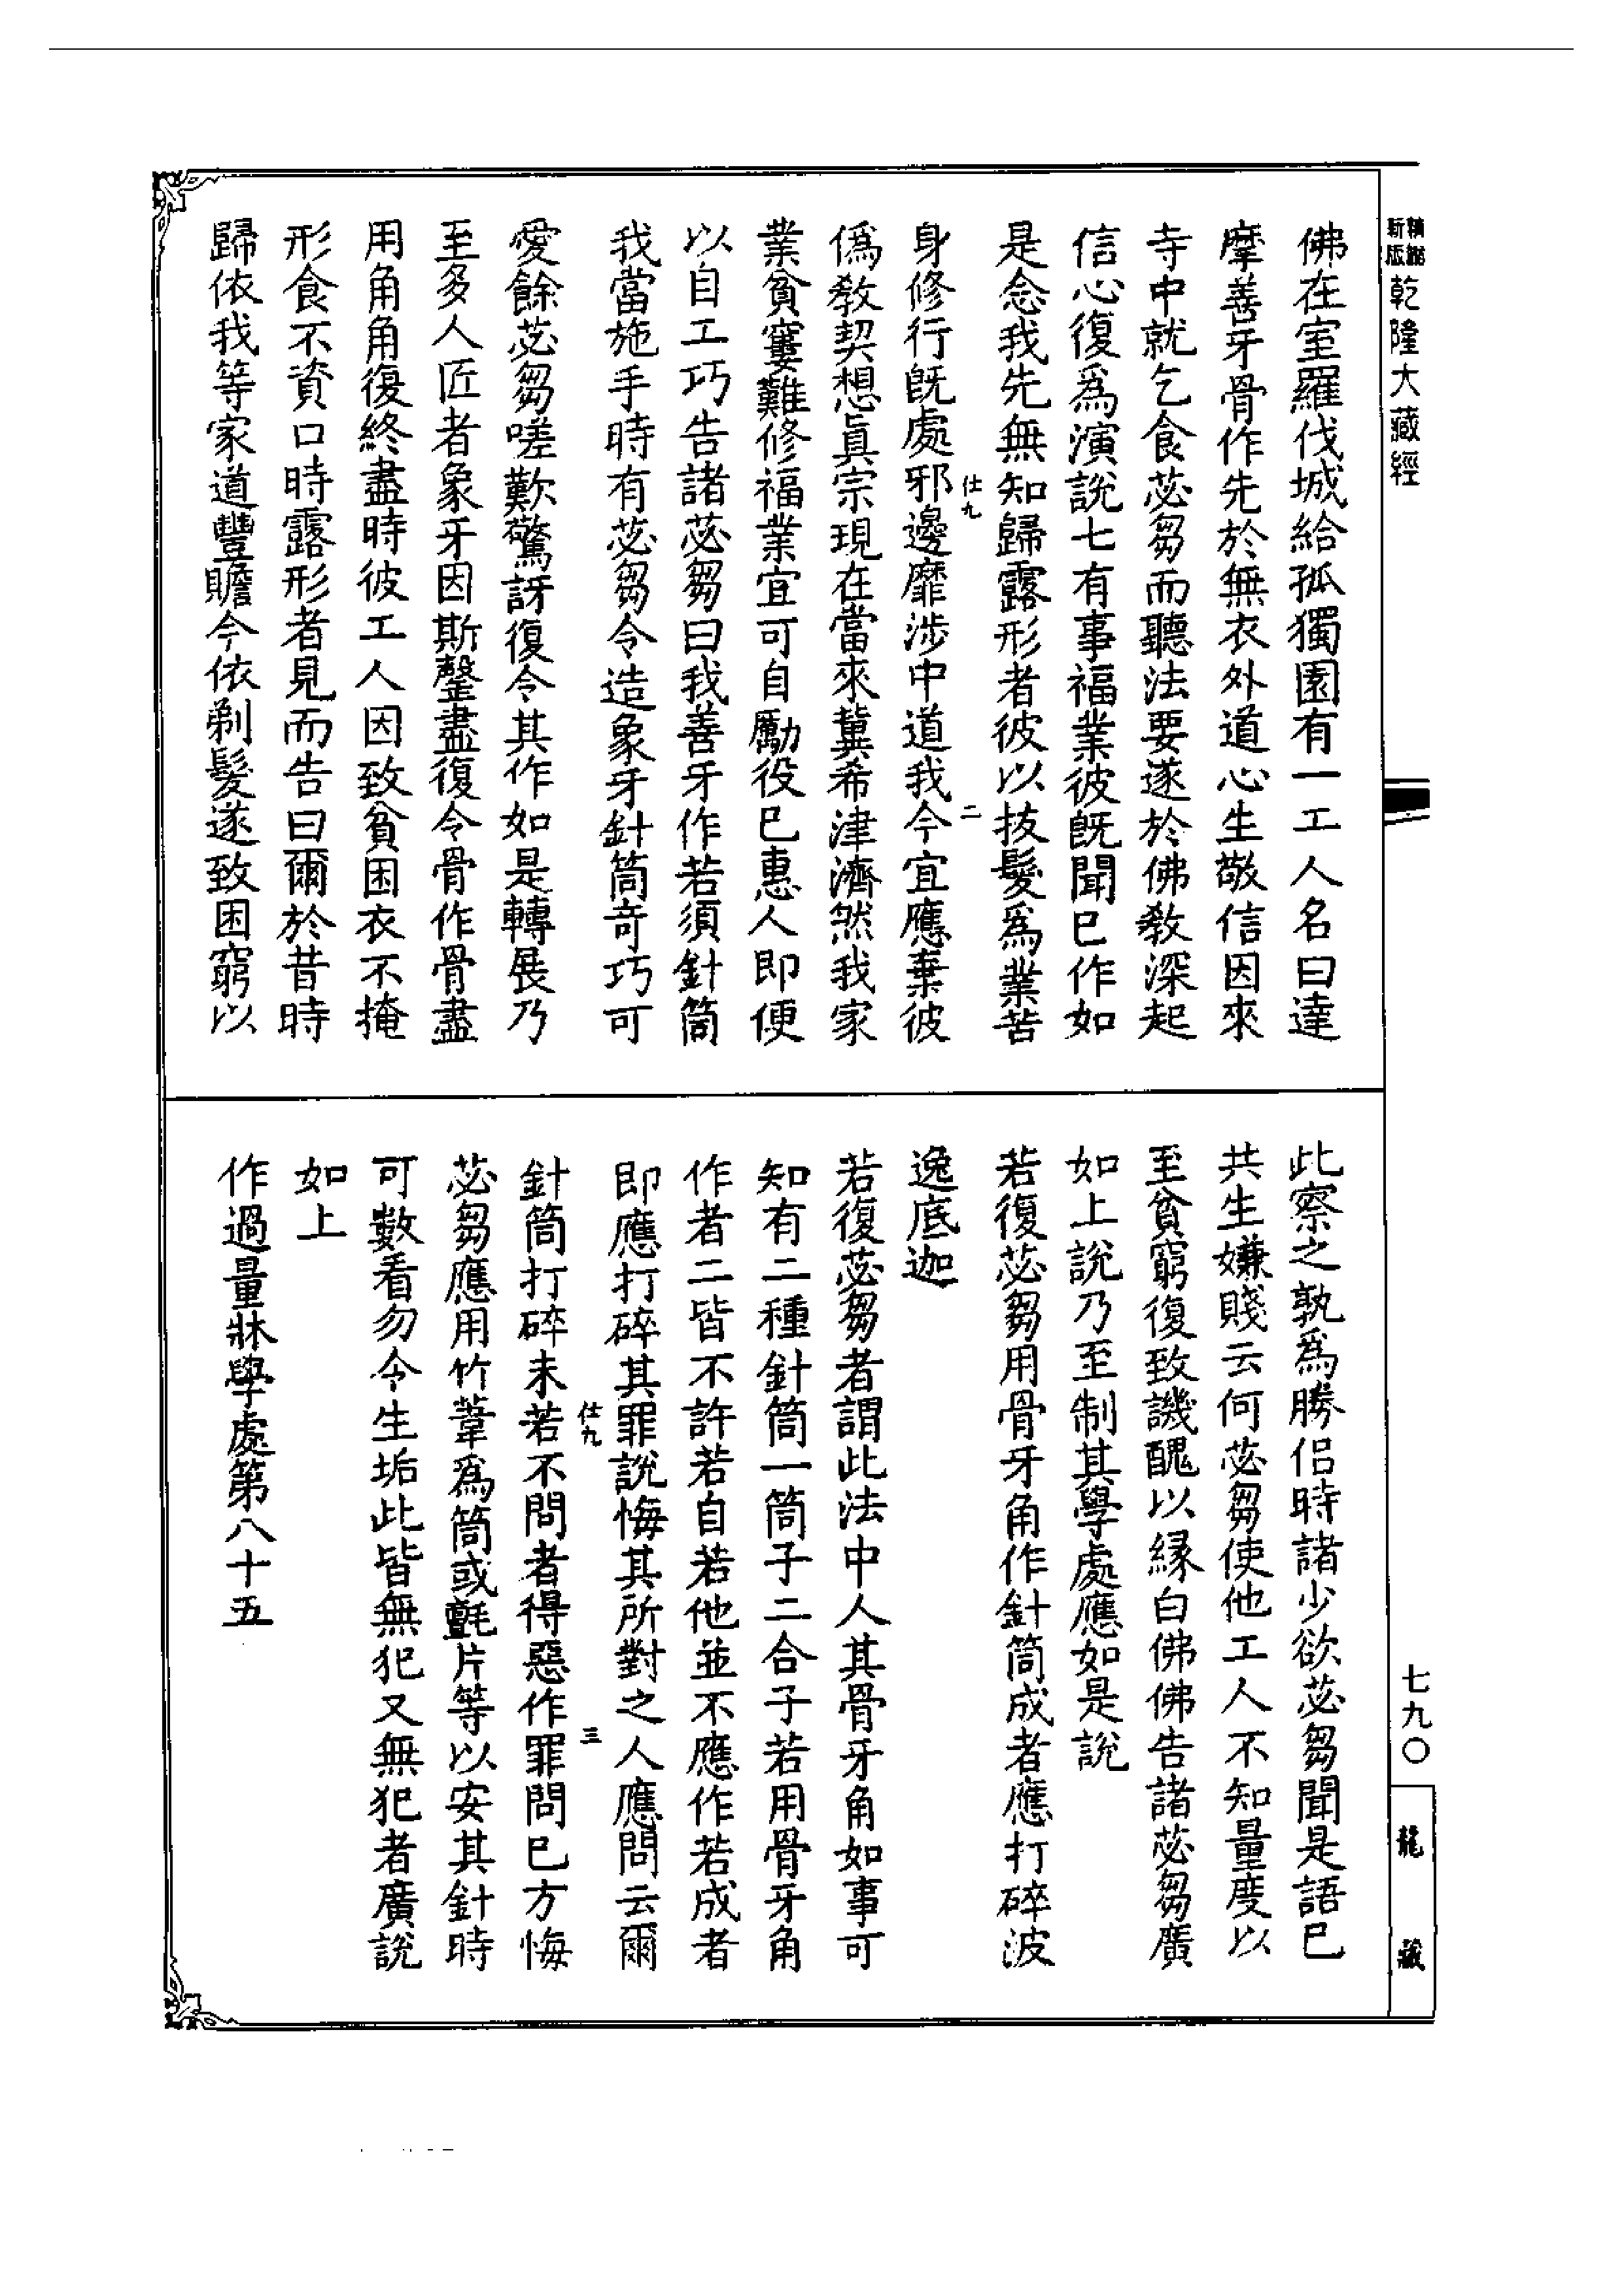 新版
精縮
乾隆大藏經
佛在室羅伐城給孤獨園有一工人名曰達
摩善牙骨作先於無衣外道心生敬信因來
寺中就乞食苾芻而聽法要遂於佛教深起
信心復爲演說七有事福業彼既聞已作如
是念我先無知歸露形者彼以拔髮爲業苦
仕九
二
身修行旣處邪邊靡涉中道我今宜應棄彼
僞教契想眞宗現在當來冀希津濟然我家
業貧窶難修福業宜可自勵役已惠人即便
以自工巧告諸苾芻曰我善牙作若須針筒
我當施手時有苾芻令造象牙針筒奇巧可
愛餘苾芻嗟歎驚訝復令其作如是轉展乃
至多人匠者象牙因斯罄盡復令骨作骨盡
用角角復終盡時彼工人因致貧困衣不掩
形食不資口時露形者見而告曰爾於昔時
歸依我等家道豐贍今依剃髮遂致困窮以
此察之孰爲勝侶時諸少欲苾芻聞是語已
共生嫌賤云何苾芻使他工人不知量度以
至貧窮復致譏醜以緣白佛佛告諸苾芻廣
如上說乃至制其學處應如是說
若復苾芻用骨牙角作針筒成者應打碎波
逸底迦
若復苾芻者謂此法中人其骨牙角如事可
知有二種針筒一筒子二合子若用骨牙角
作者二皆不許若自若他並不應作若成者
即應打碎其罪說悔其所對之人應問云爾
仕九
三
針筒打碎未若不問者得惡作罪問已方悔
苾芻應用竹葦爲筒或氈片等以安其針時
可數看勿令生垢此皆無犯又無犯者廣說
如上
作過量牀學處第八十五
七九〇
龍藏